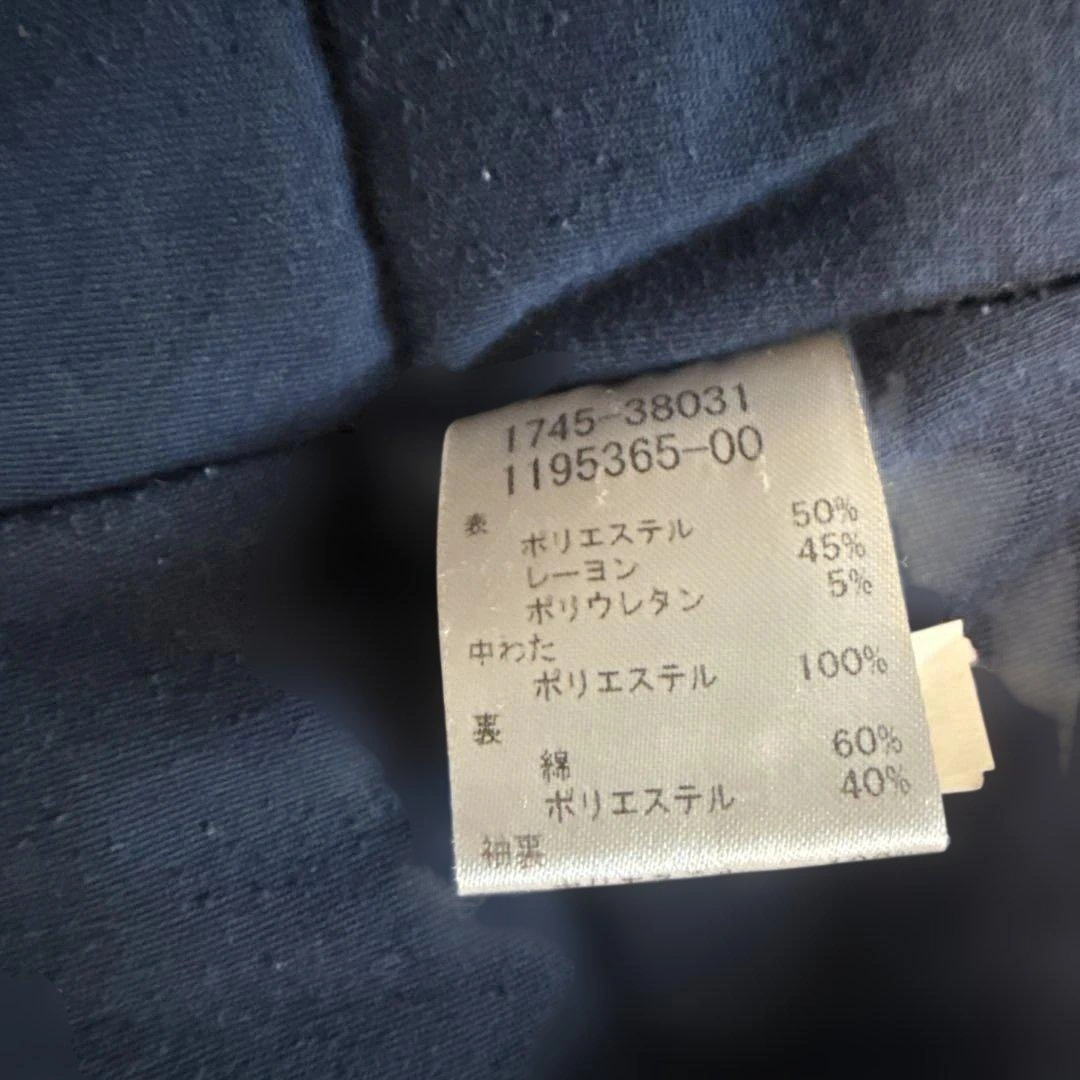 1745-38031
1195365-00
表
ポリエステル 50%
レーヨン 45%
ポリウレタン 5%
中わた
ポリエステル 100%
裏
綿 60%
ポリエステル 40%
袖裏